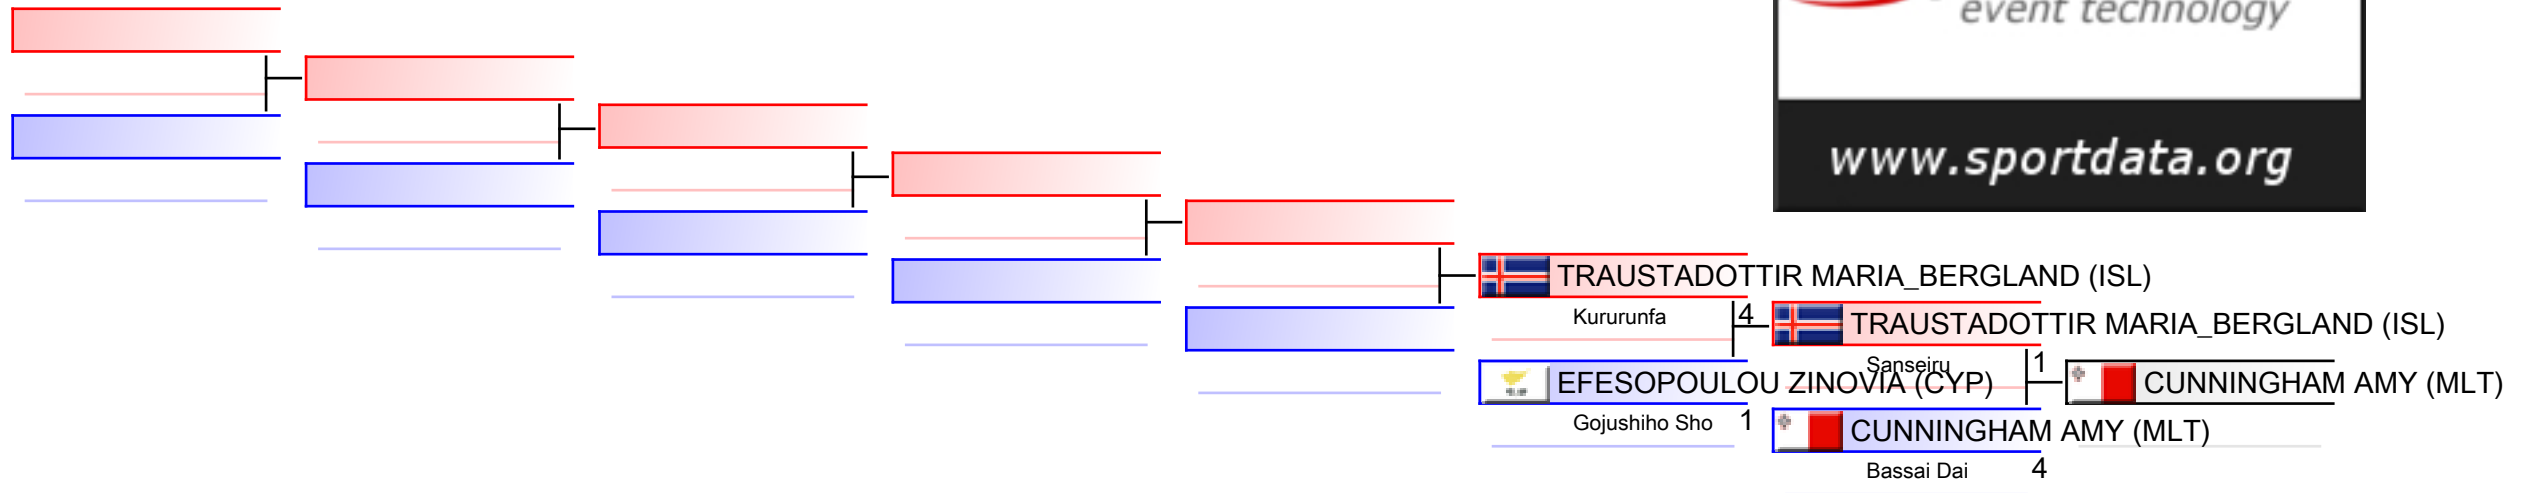 event technology
www.sportdata.org
TRAUSTADOTTIR MARIA_BERGLAND (ISL)
Kururunfa
4
TRAUSTADOTTIR MARIA_BERGLAND (ISL)
Sanseiru
1
EFESOPOULOU ZINOVIA (CYP)
CUNNINGHAM AMY (MLT)
Gojushiho Sho
1
CUNNINGHAM AMY (MLT)
Bassai Dai
4